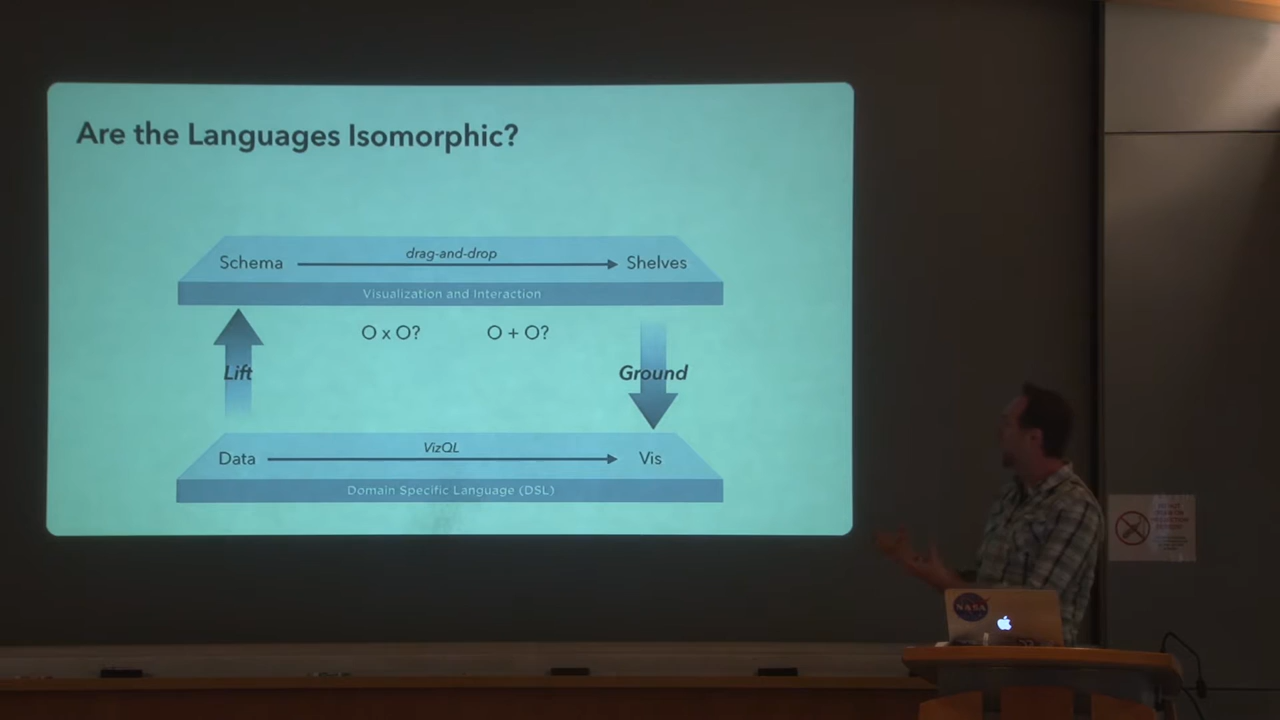 Are the Languages Isomorphic?
drag-and-drop
Schema
Shelves
Visualization and Interaction
O x O?
O + O?
Lift
Ground
VizQL
Data
Vis
Domain Specific Language (DSL)
NASA